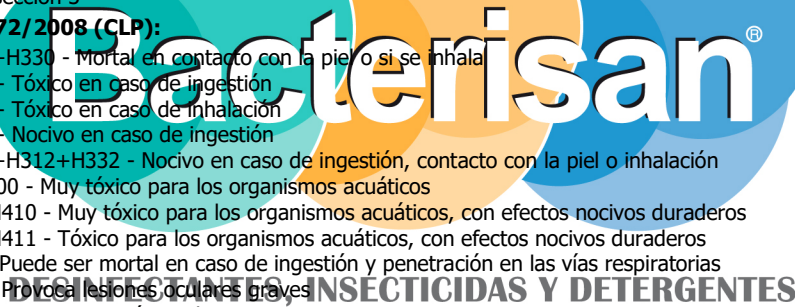 sección 3
72/2008 (CLP):
-H330 - Mortal en contacto con la piel o si se inhala
- Tóxico en caso de ingestión
- Tóxico en caso de inhalación
- Nocivo en caso de ingestión
-H312+H332 - Nocivo en caso de ingestión, contacto con la piel o inhalación
00 - Muy tóxico para los organismos acuáticos
H410 - Muy tóxico para los organismos acuáticos, con efectos nocivos duraderos
H411 - Tóxico para los organismos acuáticos, con efectos nocivos duraderos
Puede ser mortal en caso de ingestión y penetración en las vías respiratorias
Provoca lesiones oculares graves
Bacterisan®
DESINFECTANTES, INSECTICIDAS Y DETERGENTES